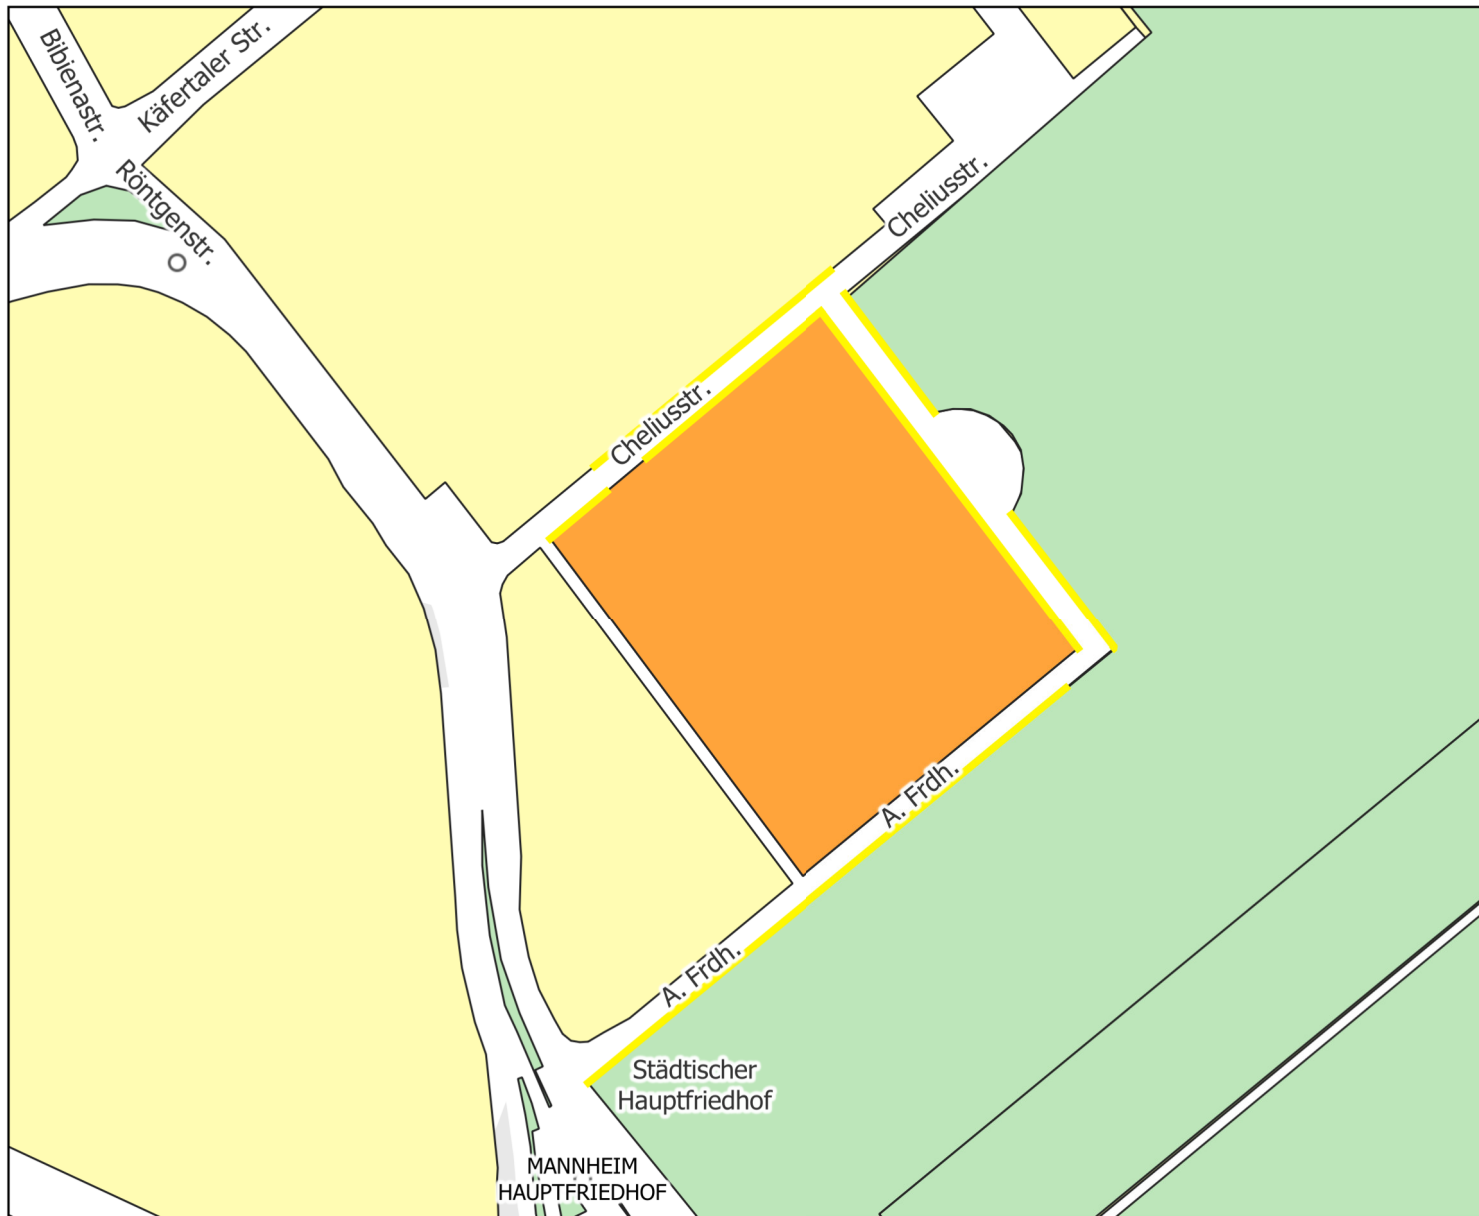 Bibienastr.
Käfertaler Str.
Röntgenstr.
Cheliusstr.
Cheliusstr.
A. Frdh.
A. Frdh.
Städtischer
Hauptfriedhof
MANNHEIM
HAUPTFRIEDHOF